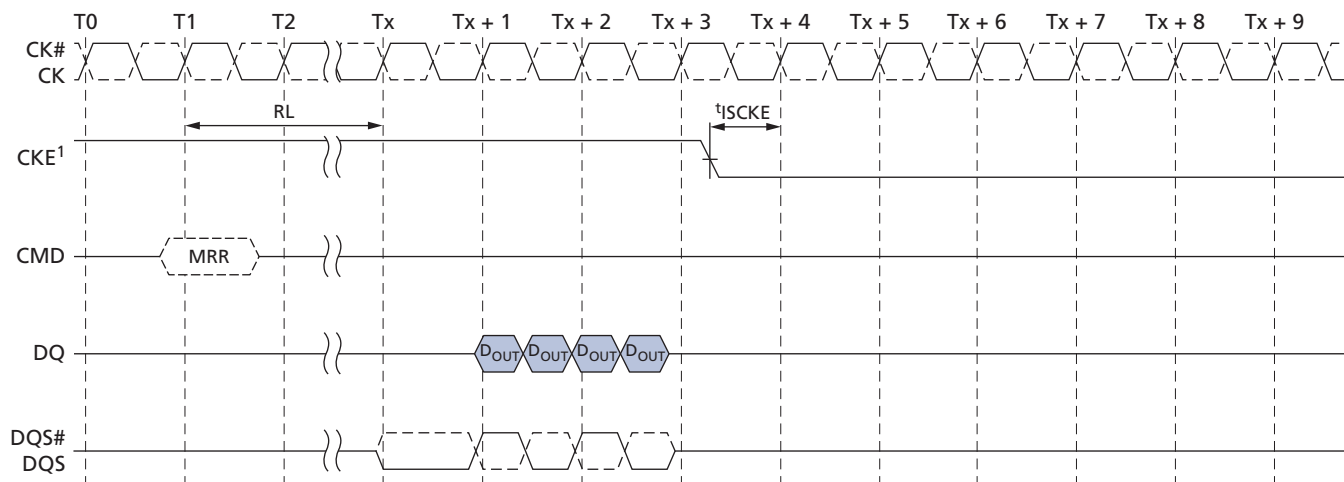 T0 T1 T2 Tx Tx + 1 Tx + 2 Tx + 3 Tx + 4 Tx + 5 Tx + 6 Tx + 7 Tx + 8 Tx + 9
CK#
CK
RL
tISCKE
CKE1
CMD
MRR
DQ
DOUT DOUT DOUT DOUT
DQS#
DQS